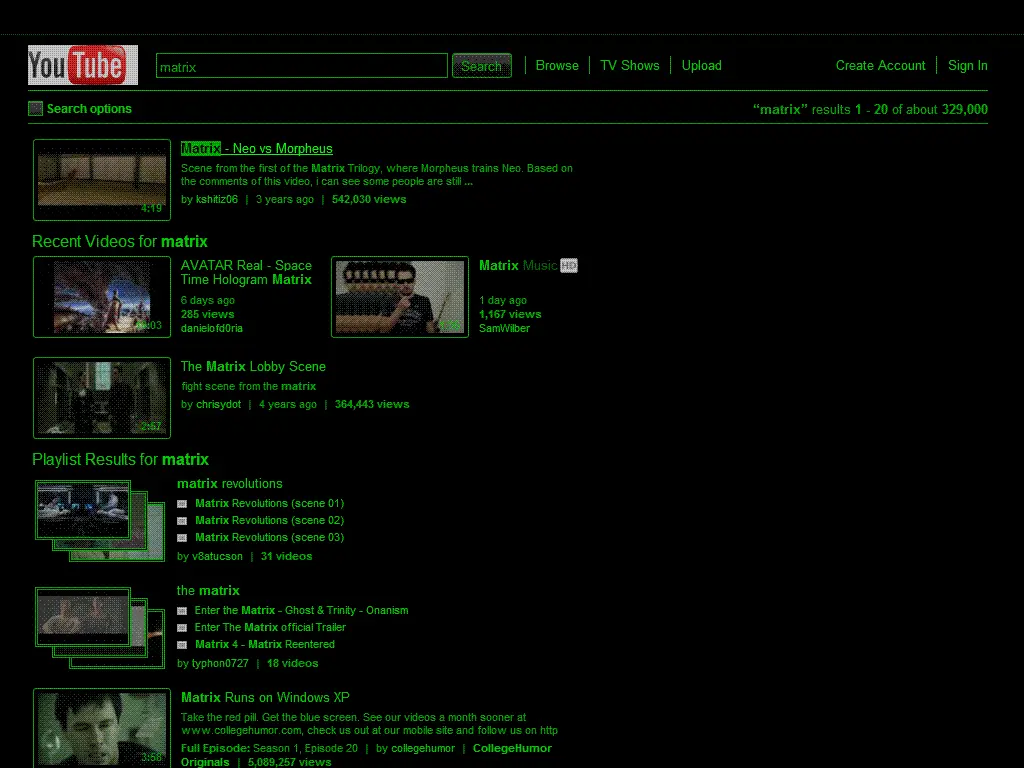 YouTube
matrix
Search
Browse
TV Shows
Upload
Create Account
Sign In
Search options
“matrix” results 1 - 20 of about 329,000
4:19
Matrix - Neo vs Morpheus
Scene from the first of the Matrix Trilogy, where Morpheus trains Neo. Based on
the comments of this video, i can see some people are still ...
by kshitiz06 | 3 years ago | 542,030 views
Recent Videos for matrix
AVATAR Real - Space
Time Hologram Matrix
6 days ago
285 views
danielofd0ria
Matrix Music HD
1 day ago
1,167 views
SamWilber
2:57
The Matrix Lobby Scene
fight scene from the matrix
by chrisydot | 4 years ago | 364,443 views
Playlist Results for matrix
matrix revolutions
Matrix Revolutions (scene 01)
Matrix Revolutions (scene 02)
Matrix Revolutions (scene 03)
by v8atucson | 31 videos
the matrix
Enter the Matrix - Ghost & Trinity - Onanism
Enter The Matrix official Trailer
Matrix 4 - Matrix Reentered
by typhon0727 | 18 videos
3:58
Matrix Runs on Windows XP
Take the red pill. Get the blue screen. See our videos a month sooner at
www.collegehumor.com, check us out at our mobile site and follow us on http
Full Episode: Season 1, Episode 20 | by collegehumor | CollegeHumor
Originals | 5,089,257 views